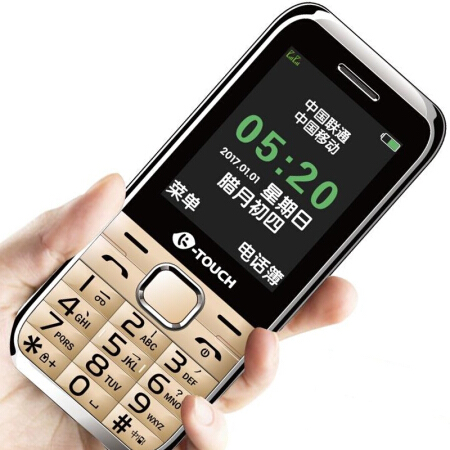 中国联通
中国移动
05:20
2017.01.01 星期日
腊月初四
菜单
电话簿
K-TOUCH
1
2 ABC
3 DEF
4 GHI
5 JKL
6 MNO
7 PQRS
8 TUV
9 WXYZ
* +
0
#